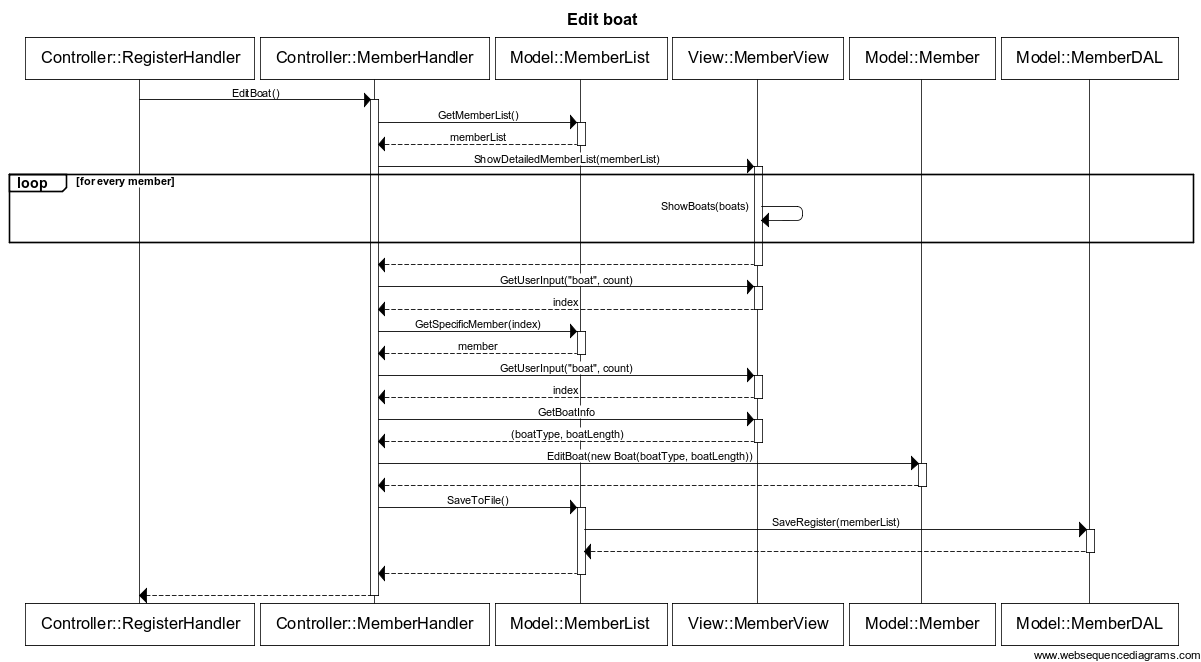 Edit boat
Controller::RegisterHandler
Controller::MemberHandler
Model::MemberList
View::MemberView
Model::Member
Model::MemberDAL
EditBoat()
GetMemberList()
memberList
ShowDetailedMemberList(memberList)
loop
[for every member]
ShowBoats(boats)
GetUserInput("boat", count)
index
GetSpecificMember(index)
member
GetUserInput("boat", count)
index
GetBoatInfo
(boatType, boatLength)
EditBoat(new Boat(boatType, boatLength))
SaveToFile()
SaveRegister(memberList)
Controller::RegisterHandler
Controller::MemberHandler
Model::MemberList
View::MemberView
Model::Member
Model::MemberDAL
www.websequencediagrams.com